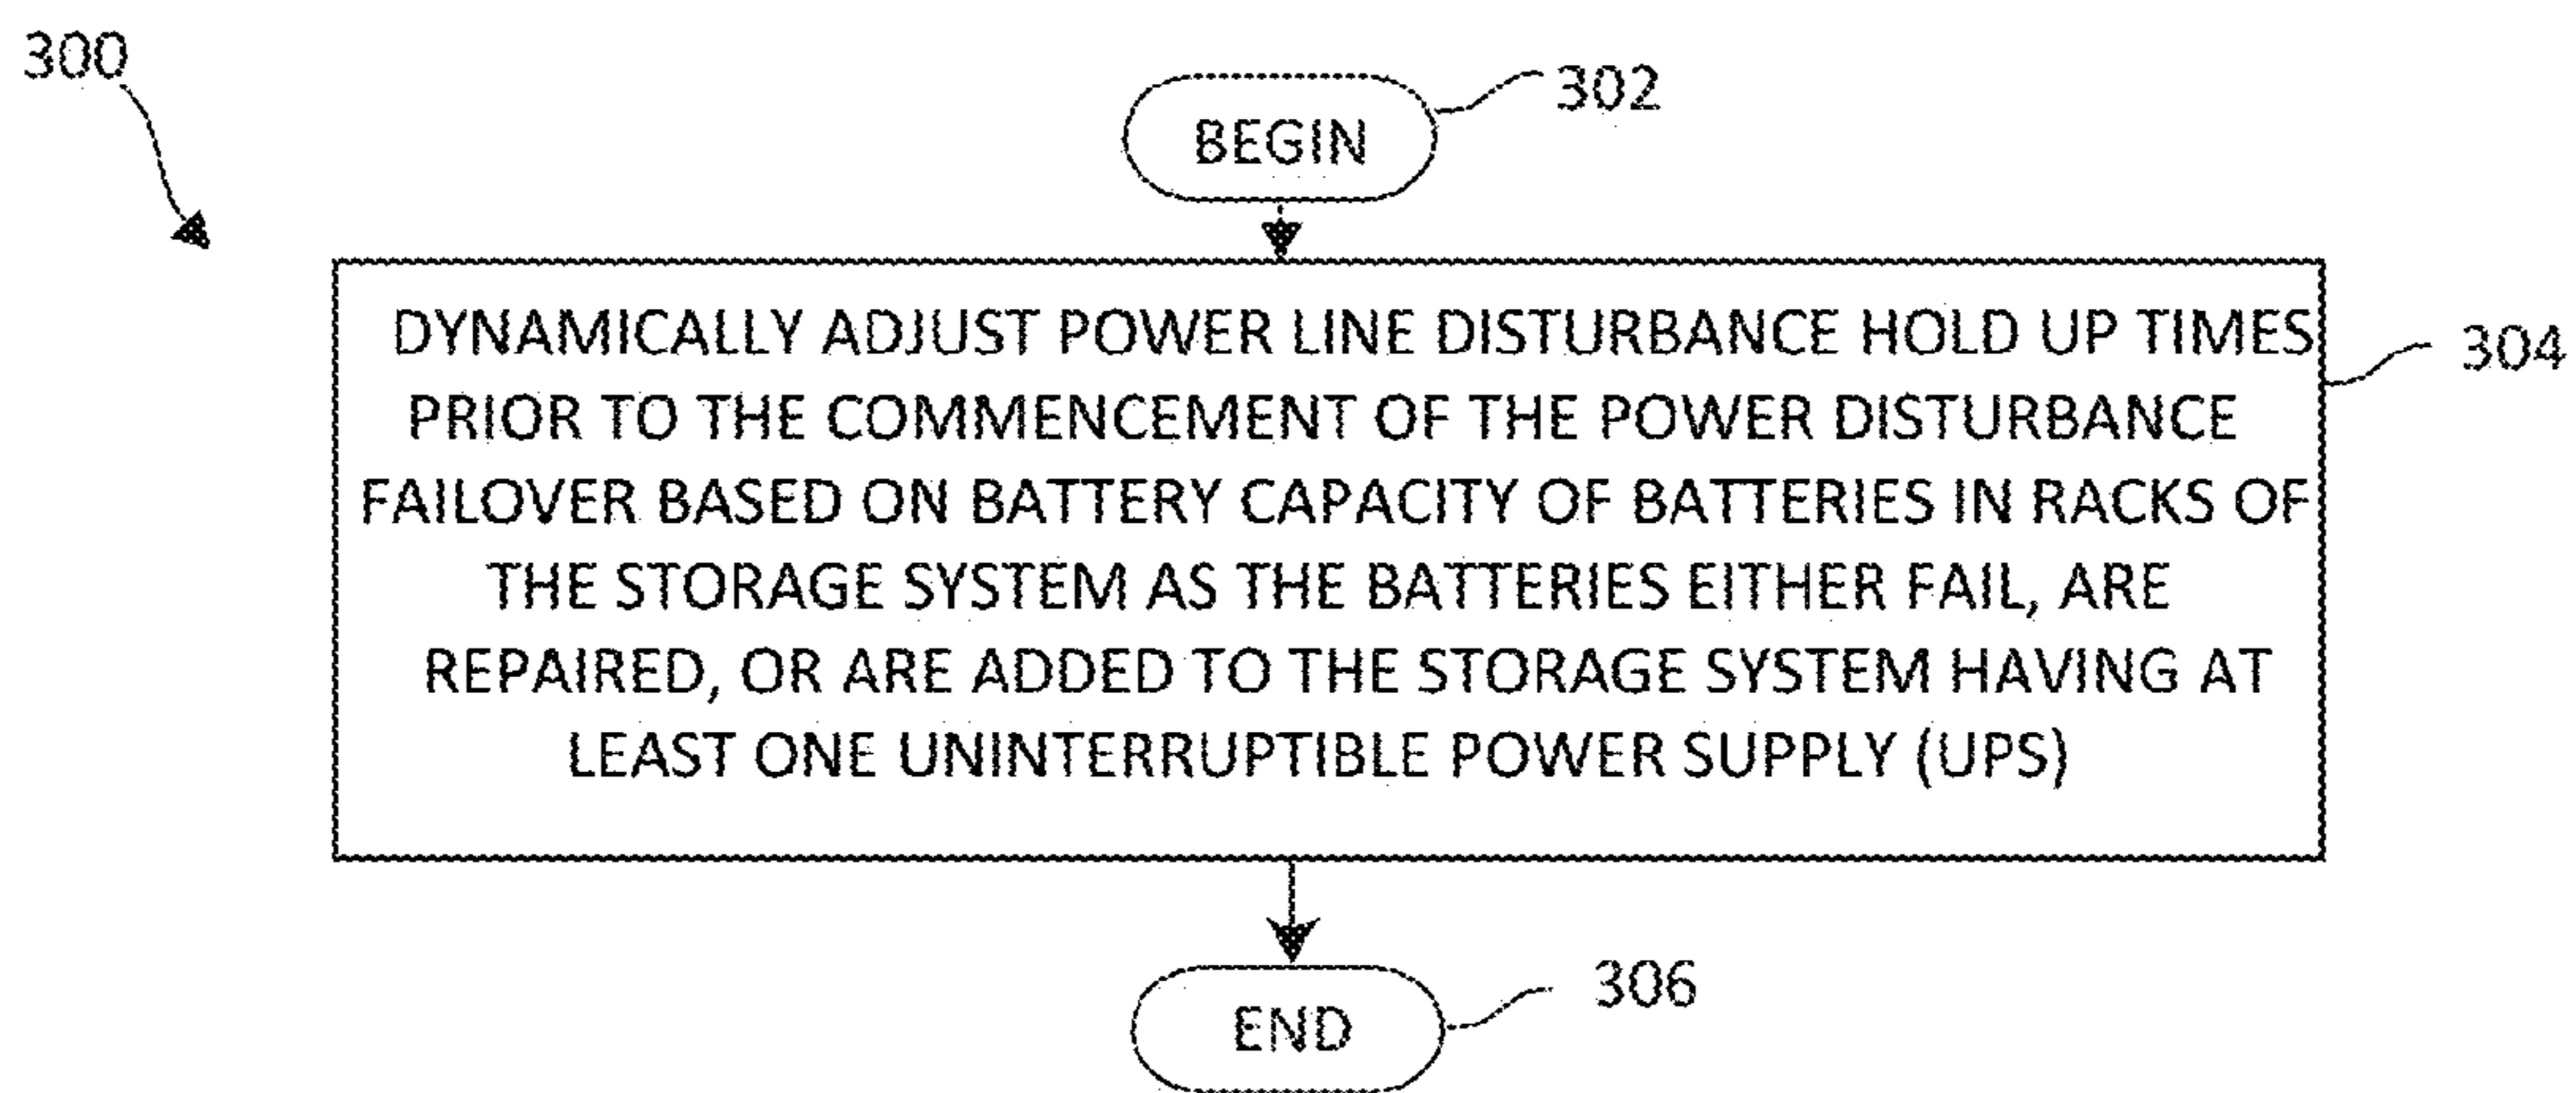 300
302
BEGIN
DYNAMICALLY ADJUST POWER LINE DISTURBANCE HOLD UP TIMES
PRIOR TO THE COMMENCEMENT OF THE POWER DISTURBANCE
FAILOVER BASED ON BATTERY CAPACITY OF BATTERIES IN RACKS OF
THE STORAGE SYSTEM AS THE BATTERIES EITHER FAIL, ARE
REPAIRED, OR ARE ADDED TO THE STORAGE SYSTEM HAVING AT
LEAST ONE UNINTERRUPTIBLE POWER SUPPLY (UPS)
304
306
END